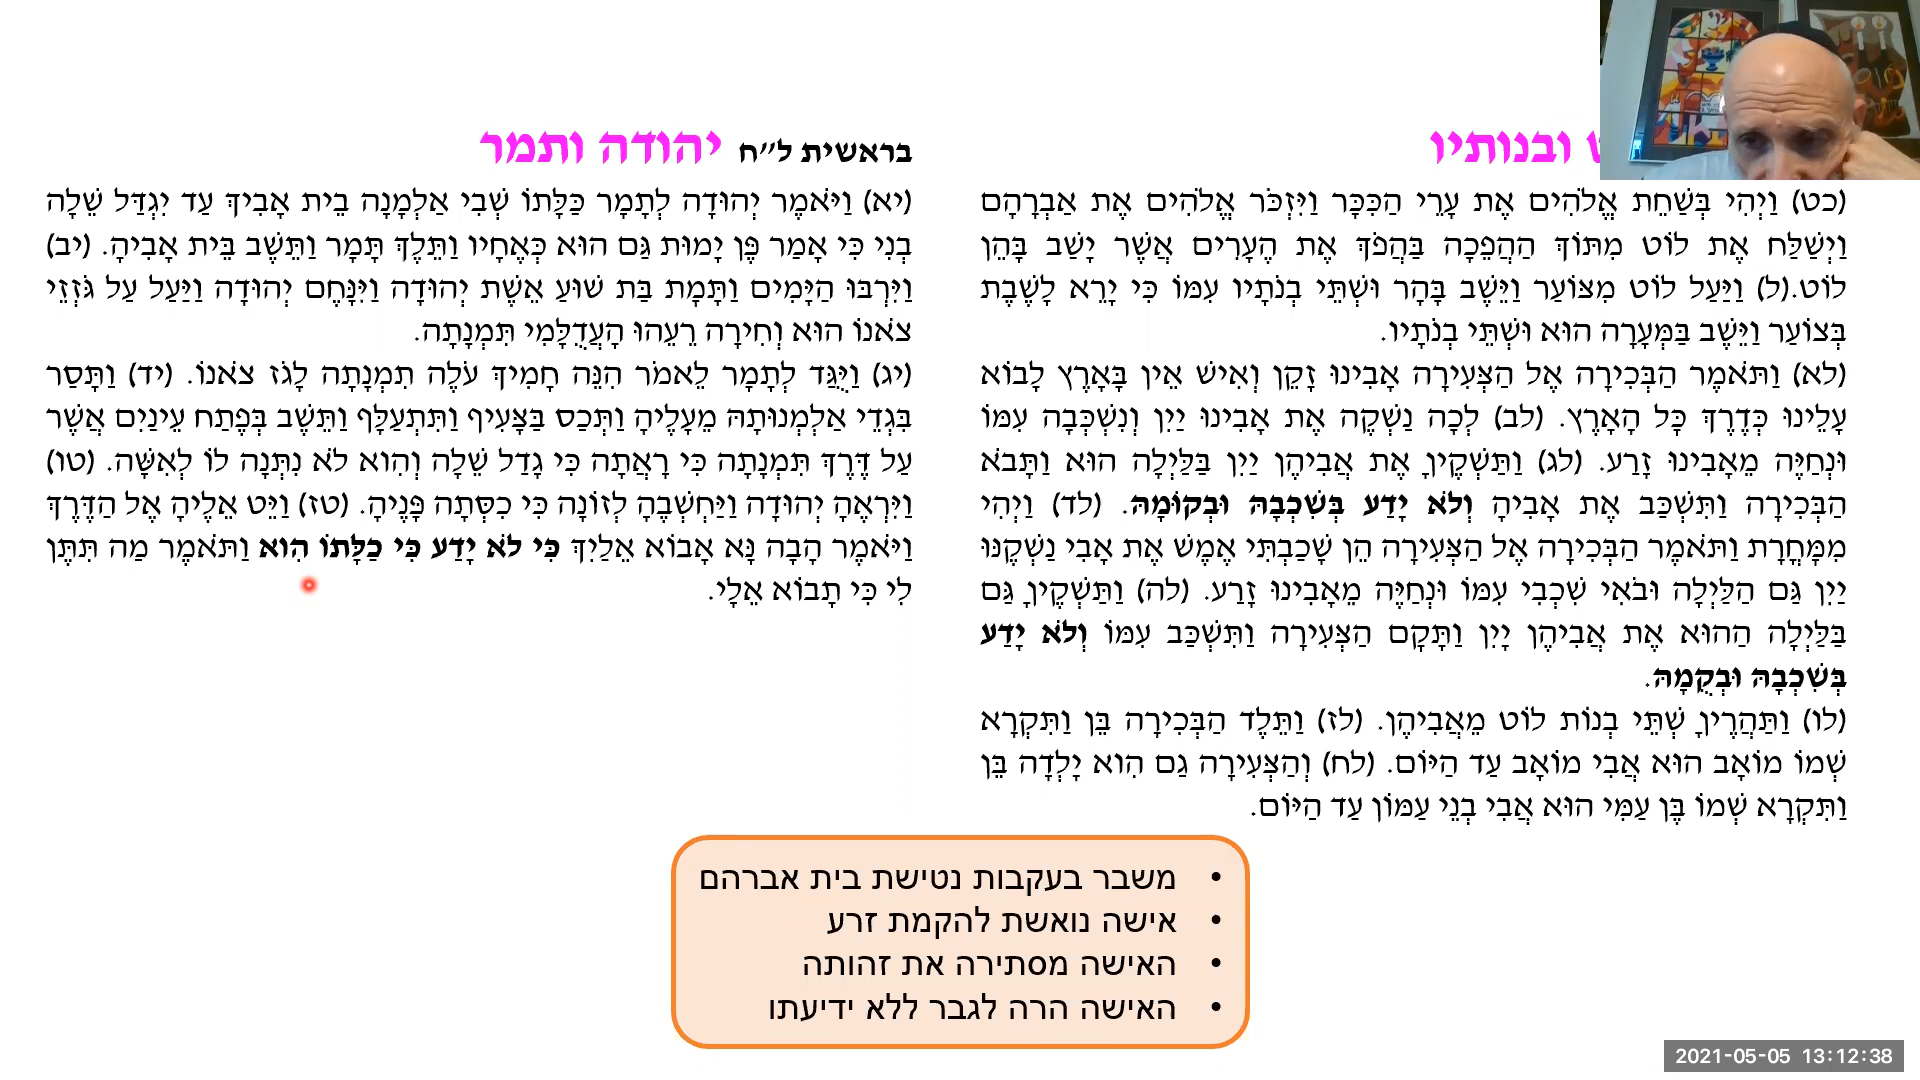 ובנותיו
(כט) וַיְהִי בְּשַׁחֵת אֱלֹהִים אֶת עָרֵי הַכִּכָּר וַיִּזְכֹּר אֱלֹהִים אֶת אַבְרָהָם
וַיְשַׁלַּח אֶת לוֹט מִתּוֹךְ הַהֲפֵכָה בַּהֲפֹךְ אֶת הֶעָרִים אֲשֶׁר יָשַׁב בָּהֵן
לוֹט.(ל) וַיַּעַל לוֹט מִצּוֹעַר וַיֵּשֶׁב בָּהָר וּשְׁתֵּי בְנֹתָיו עִמּוֹ כִּי יָרֵא לָשֶׁבֶת
בְּצוֹעַר וַיֵּשֶׁב בַּמְּעָרָה הוּא וּשְׁתֵּי בְנֹתָיו.
(לא) וַתֹּאמֶר הַבְּכִירָה אֶל הַצְּעִירָה אָבִינוּ זָקֵן וְאִישׁ אֵין בָּאָרֶץ לָבוֹא
עָלֵינוּ כְּדֶרֶךְ כָּל הָאָרֶץ. (לב) לְכָה נַשְׁקֶה אֶת אָבִינוּ יַיִן וְנִשְׁכְּבָה עִמּוֹ
וּנְחַיֶּה מֵאָבִינוּ זָרַע. (לג) וַתַּשְׁקֶיןָ אֶת אֲבִיהֶן יַיִן בַּלַּיְלָה הוּא וַתָּבֹא
הַבְּכִירָה וַתִּשְׁכַּב אֶת אָבִיהָ וְלֹא יָדַע בְּשִׁכְבָהּ וּבְקוּמָהּ. (לד) וַיְהִי
מִמָּחֳרָת וַתֹּאמֶר הַבְּכִירָה אֶל הַצְּעִירָה הֵן שָׁכַבְתִּי אֶמֶשׁ אֶת אָבִי נַשְׁקֶנּוּ
יַיִן גַּם הַלַּיְלָה וּבֹאִי שִׁכְבִי עִמּוֹ וּנְחַיֶּה מֵאָבִינוּ זָרַע. (לה) וַתַּשְׁקֶיןָ גַּם
בַּלַּיְלָה הַהוּא אֶת אֲבִיהֶן יָיִן וַתָּקָם הַצְּעִירָה וַתִּשְׁכַּב עִמּוֹ וְלֹא יָדַע
בְּשִׁכְבָהּ וּבְקֻמָהּ.
(לו) וַתַּהֲרֶיןָ שְׁתֵּי בְנוֹת לוֹט מֵאֲבִיהֶן. (לז) וַתֵּלֶד הַבְּכִירָה בֵּן וַתִּקְרָא
שְׁמוֹ מוֹאָב הוּא אֲבִי מוֹאָב עַד הַיּוֹם. (לח) וְהַצְּעִירָה גַם הִוא יָלְדָה בֵּן
וַתִּקְרָא שְׁמוֹ בֶּן עַמִּי הוּא אֲבִי בְנֵי עַמּוֹן עַד הַיּוֹם.
בראשית ל"ח יהודה ותמר
(יא) וַיֹּאמֶר יְהוּדָה לְתָמָר כַּלָּתוֹ שְׁבִי אַלְמָנָה בֵית אָבִיךְ עַד יִגְדַּל שֵׁלָה
בְנִי כִּי אָמַר פֶּן יָמוּת גַּם הוּא כְּאֶחָיו וַתֵּלֶךְ תָּמָר וַתֵּשֶׁב בֵּית אָבִיהָ. (יב)
וַיִּרְבּוּ הַיָּמִים וַתָּמָת בַּת שׁוּעַ אֵשֶׁת יְהוּדָה וַיִּנָּחֶם יְהוּדָה וַיַּעַל עַל גֹּזְזֵי
צֹאנוֹ הוּא וְחִירָה רֵעֵהוּ הָעֲדֻלָּמִי תִּמְנָתָה.
(יג) וַיֻּגַּד לְתָמָר לֵאמֹר הִנֵּה חָמִיךְ עֹלֶה תִמְנָתָה לָגֹז צֹאנוֹ. (יד) וַתָּסַר
בִּגְדֵי אַלְמְנוּתָהּ מֵעָלֶיהָ וַתְּכַס בַּצָּעִיף וַתִּתְעַלָּף וַתֵּשֶׁב בְּפֶתַח עֵינַיִם אֲשֶׁר
עַל דֶּרֶךְ תִּמְנָתָה כִּי רָאֲתָה כִּי גָדַל שֵׁלָה וְהִוא לֹא נִתְּנָה לוֹ לְאִשָּׁה. (טו)
וַיִּרְאֶהָ יְהוּדָה וַיַּחְשְׁבֶהָ לְזוֹנָה כִּי כִסְּתָה פָּנֶיהָ. (טז) וַיֵּט אֵלֶיהָ אֶל הַדֶּרֶךְ
וַיֹּאמֶר הָבָה נָּא אָבוֹא אֵלַיִךְ כִּי לֹא יָדַע כִּי כַלָּתוֹ הִוא וַתֹּאמֶר מַה תִּתֶּן
לִי כִּי תָבוֹא אֵלָי.
• משבר בעקבות נטישת בית אברהם
• אישה נואשת להקמת זרע
• האישה מסתירה את זהותה
• האישה הרה לגבר ללא ידיעתו
2021-05-05 13:12:38